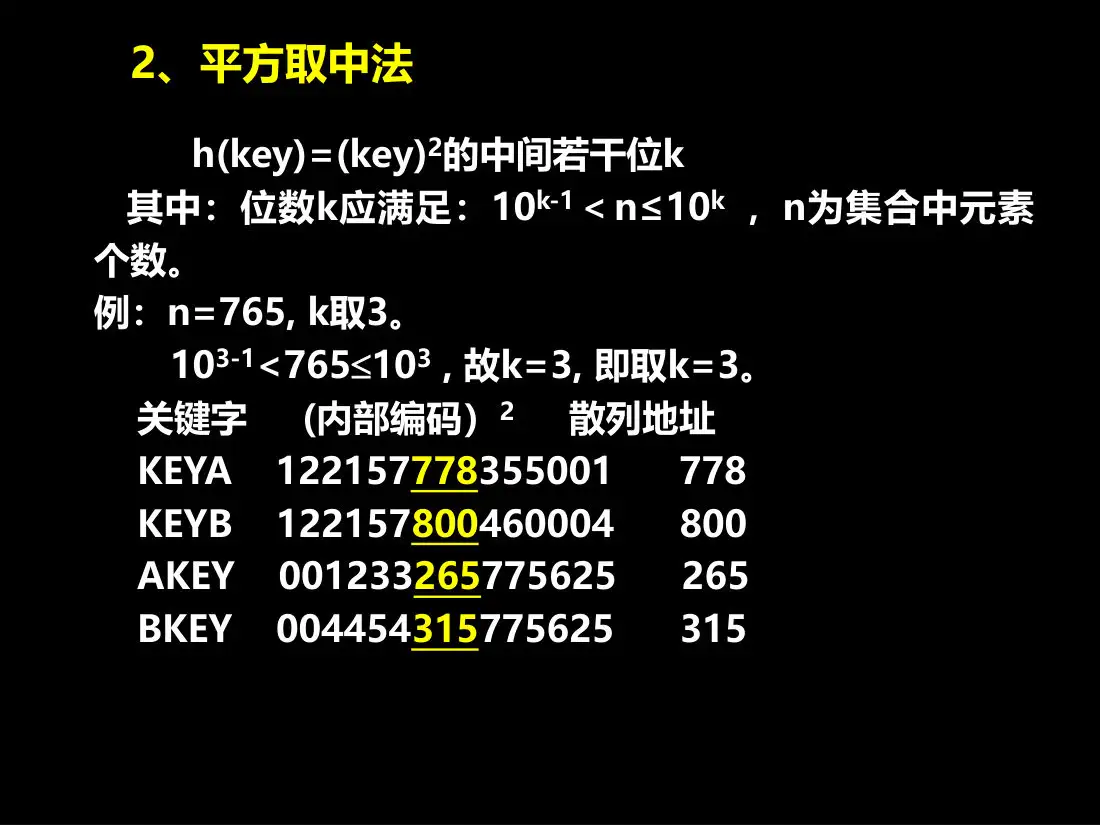 2、平方取中法
h(key)=(key)²的中间若干位k
其中：位数k应满足：10ᵏ⁻¹＜n≤10ᵏ ，n为集合中元素
个数。
例：n=765, k取3。
10³⁻¹<765≤10³ , 故k=3, 即取k=3。
关键字 (内部编码）² 散列地址
KEYA 122157778355001 778
KEYB 122157800460004 800
AKEY 001233265775625 265
BKEY 004454315775625 315